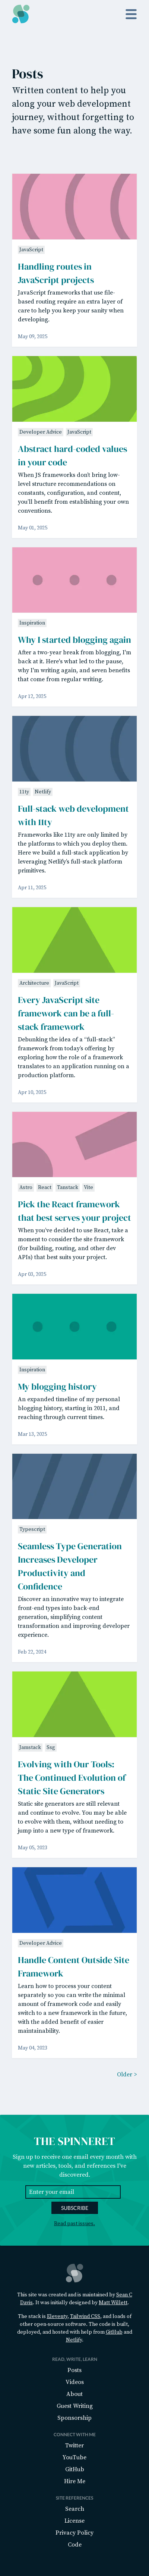 Posts
Written content to help you
along your web development
journey, without forgetting to
have some fun along the way.
JavaScript
Handling routes in
JavaScript projects
JavaScript frameworks that use file-
based routing require an extra layer of
care to help you keep your sanity when
developing.
May 09, 2025
Developer Advice JavaScript
Abstract hard-coded values
in your code
When JS frameworks don't bring low-
level structure recommendations on
constants, configuration, and content,
you'll benefit from establishing your own
conventions.
May 01, 2025
Inspiration
Why I started blogging again
After a two-year break from blogging, I'm
back at it. Here's what led to the pause,
why I'm writing again, and seven benefits
that come from regular writing.
Apr 12, 2025
11ty Netlify
Full-stack web development
with 11ty
Frameworks like 11ty are only limited by
the platforms to which you deploy them.
Here we build a full-stack application by
leveraging Netlify's full-stack platform
primitives.
Apr 11, 2025
Architecture JavaScript
Every JavaScript site
framework can be a full-
stack framework
Debunking the idea of a "full-stack"
framework from today's offering by
exploring how the role of a framework
translates to an application running on a
production platform.
Apr 10, 2025
Astro React Tanstack Vite
Pick the React framework
that best serves your project
When you've decided to use React, take a
moment to consider the site framework
(for building, routing, and other dev
APIs) that best suits your project.
Apr 03, 2025
Inspiration
My blogging history
An expanded timeline of my personal
blogging history, starting in 2011, and
reaching through current times.
Mar 13, 2025
Typescript
Seamless Type Generation
Increases Developer
Productivity and
Confidence
Discover an innovative way to integrate
front-end types into back-end
generation, simplifying content
transformation and improving developer
experience.
Feb 27, 2024
Jamstack Ssg
Evolving with Our Tools:
The Continued Evolution of
Static Site Generators
Static site generators are still relevant
and continue to evolve. You may be able
to evolve with them, without needing to
jump into a new type of framework.
May 05, 2023
Developer Advice
Handle Content Outside Site
Framework
Learn how to process your content
separately so you can write the minimal
amount of framework code and easily
switch to a new framework in the future,
with the added benefit of easier
maintainability.
May 04, 2023
Older >
THE SPINNERET
Sign up to receive one email every month with
new articles, tools, and references I've
discovered.
Enter your email
SUBSCRIBE
Read past issues.
This site was created and is maintained by Sean C
Davis. It was initially designed by Matt Willett.
The stack is Eleventy, Tailwind CSS, and loads of
other open-source software. The site is built,
deployed, and hosted with help from GitHub and
Netlify.
READ, WRITE, LEARN
Posts
Videos
About
Guest Writing
Sponsorship
CONNECT WITH ME
Twitter
YouTube
GitHub
Hire Me
SITE REFERENCES
Search
License
Privacy Policy
Code